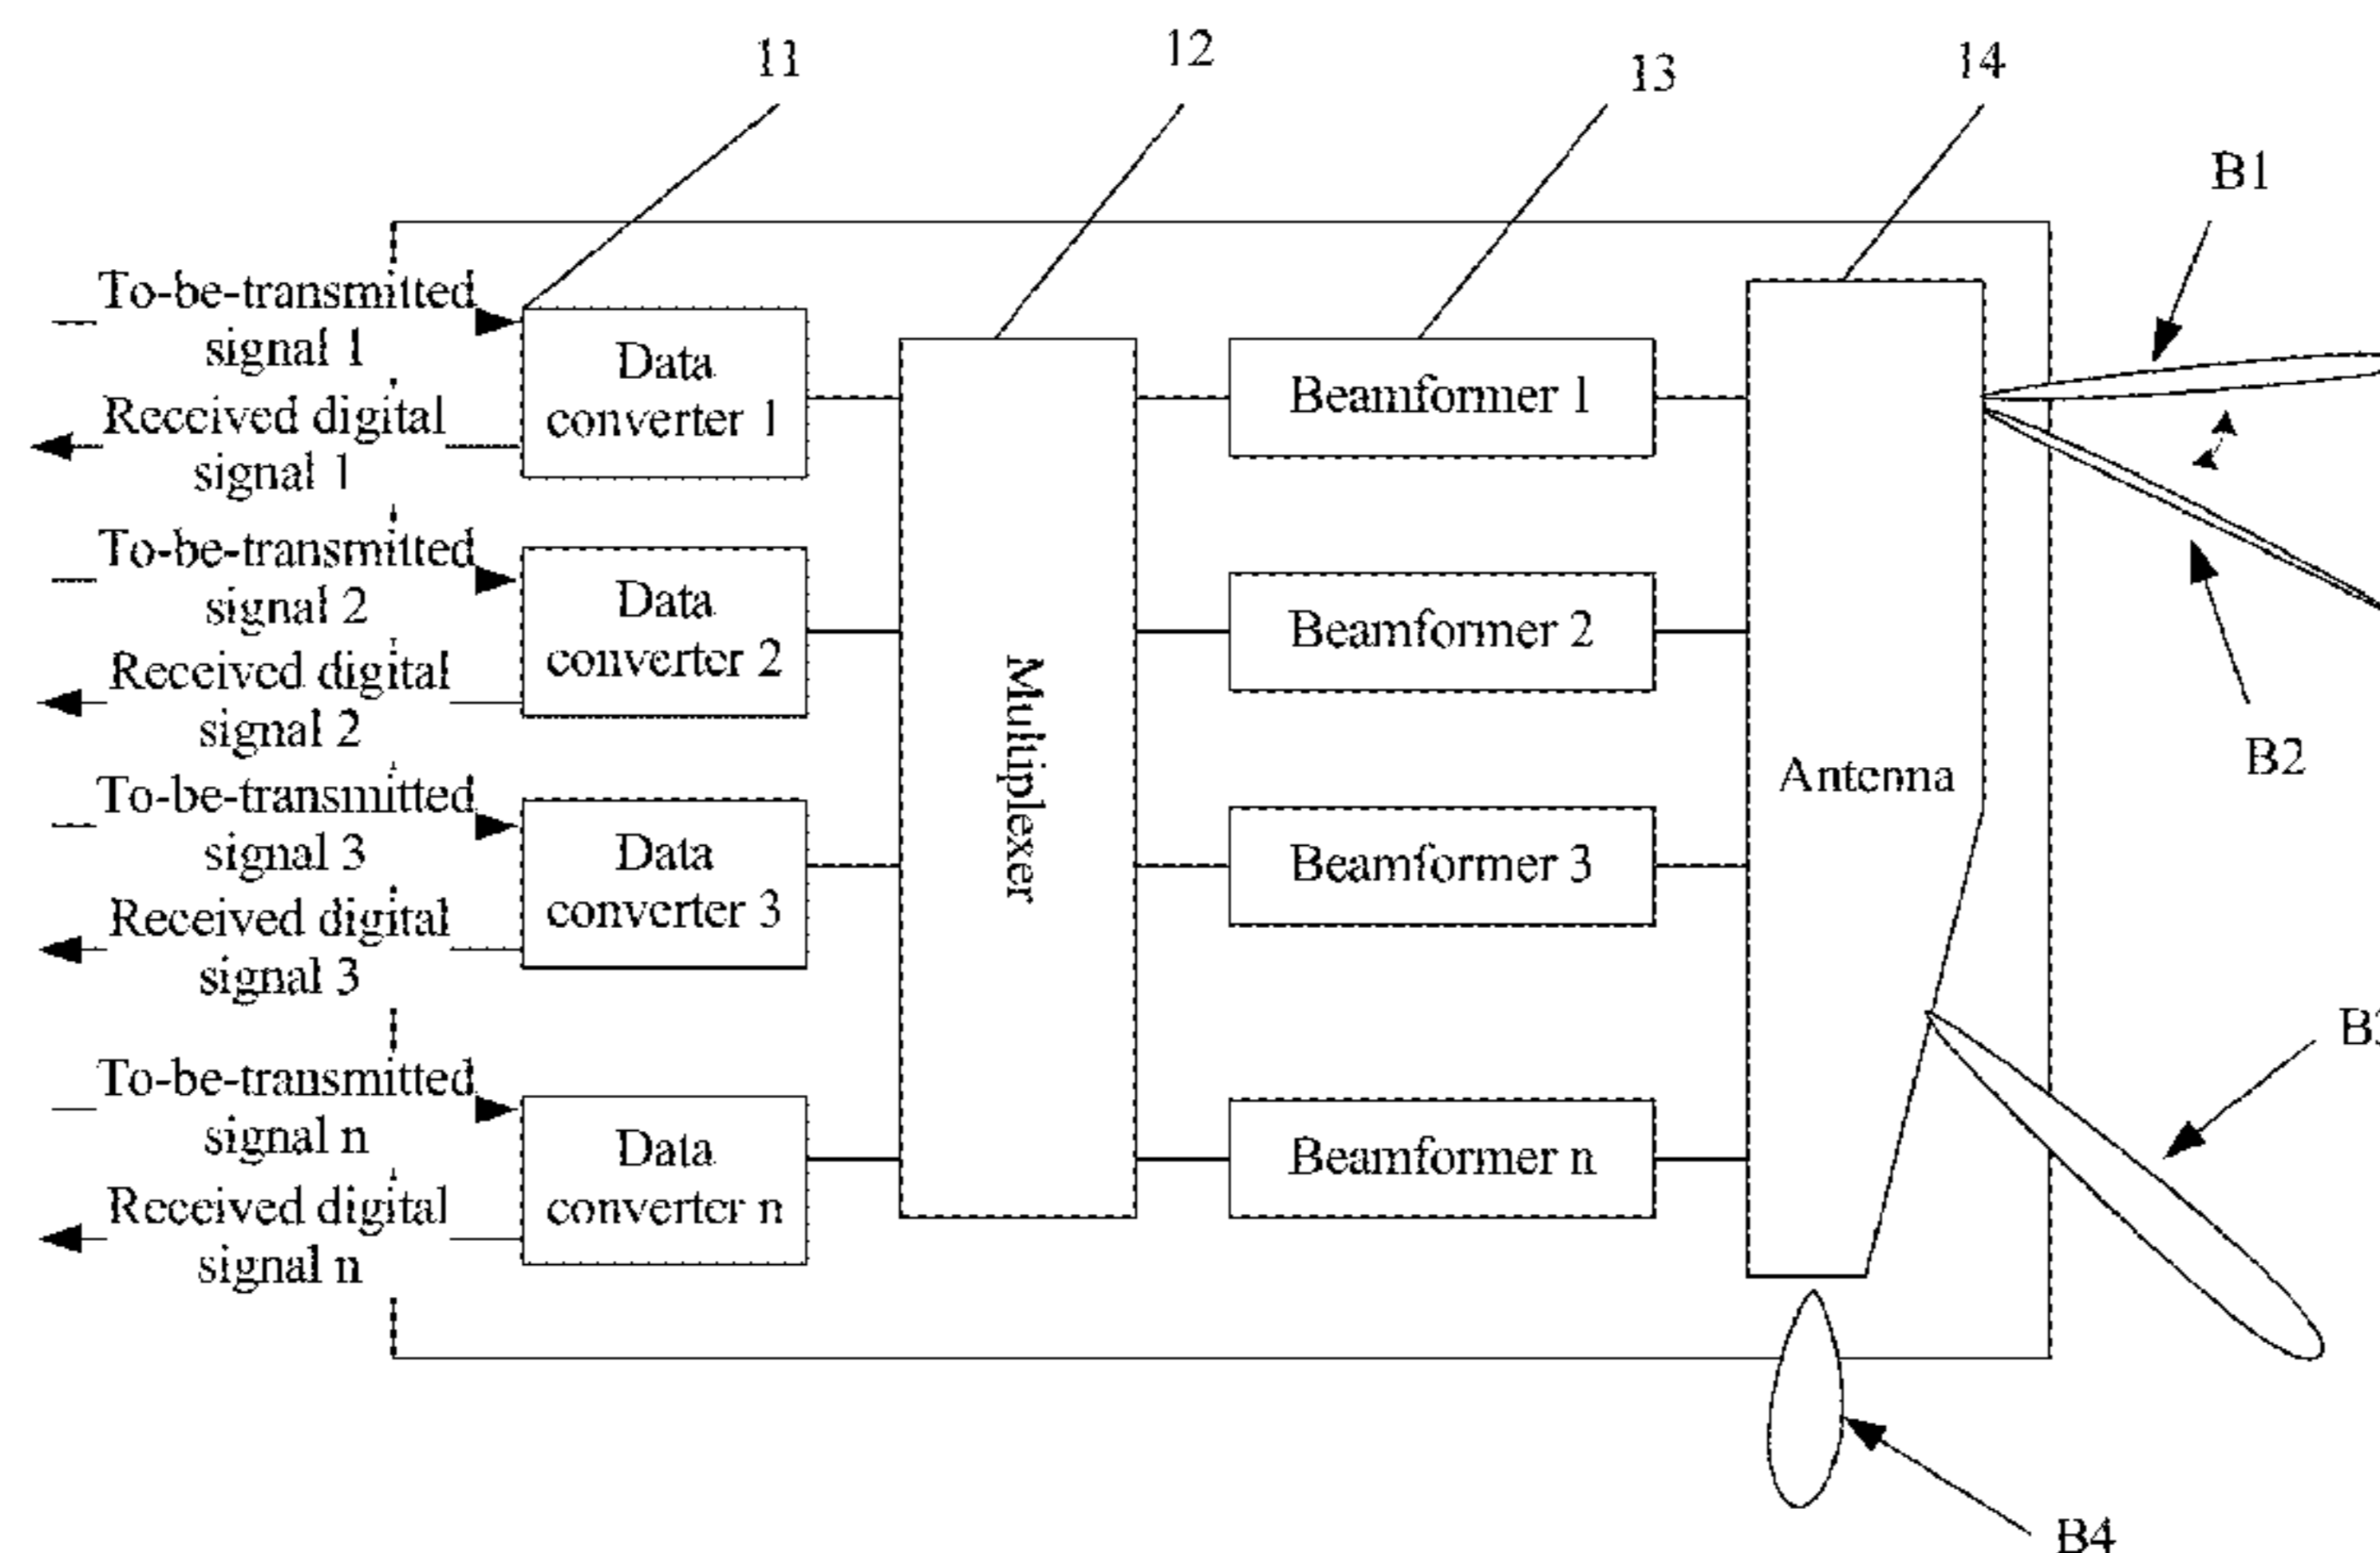 11
12
13
14
B1
To-be-transmitted
signal 1
Received digital
signal 1
Data
converter 1
Beamformer 1
To-be-transmitted
signal 2
Received digital
signal 2
Data
converter 2
Beamformer 2
B2
Multiplexer
Antenna
To-be-transmitted
signal 3
Received digital
signal 3
Data
converter 3
Beamformer 3
To-be-transmitted
signal n
Received digital
signal n
Data
converter n
Beamformer n
B4